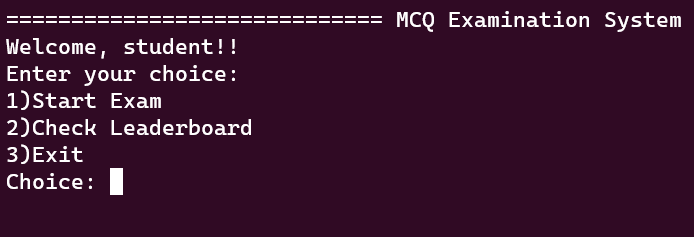 ============================= MCQ Examination System
Welcome, student!!
Enter your choice:
1)Start Exam
2)Check Leaderboard
3)Exit
Choice: